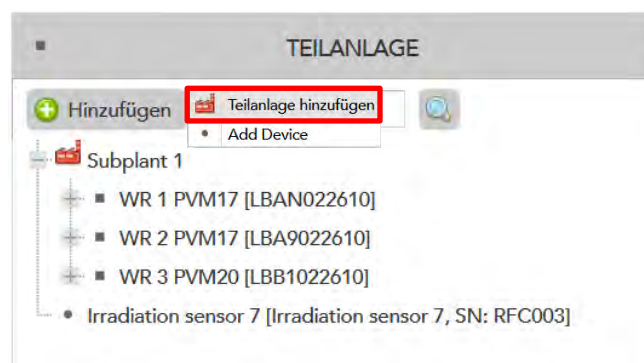 TEILANLAGE
Hinzufügen
Teilanlage hinzufügen
Add Device
Subplant 1
WR 1 PVM17 [LBAN022610]
WR 2 PVM17 [LBA9022610]
WR 3 PVM20 [LBB1022610]
Irradiation sensor 7 [Irradiation sensor 7, SN: RFC003]